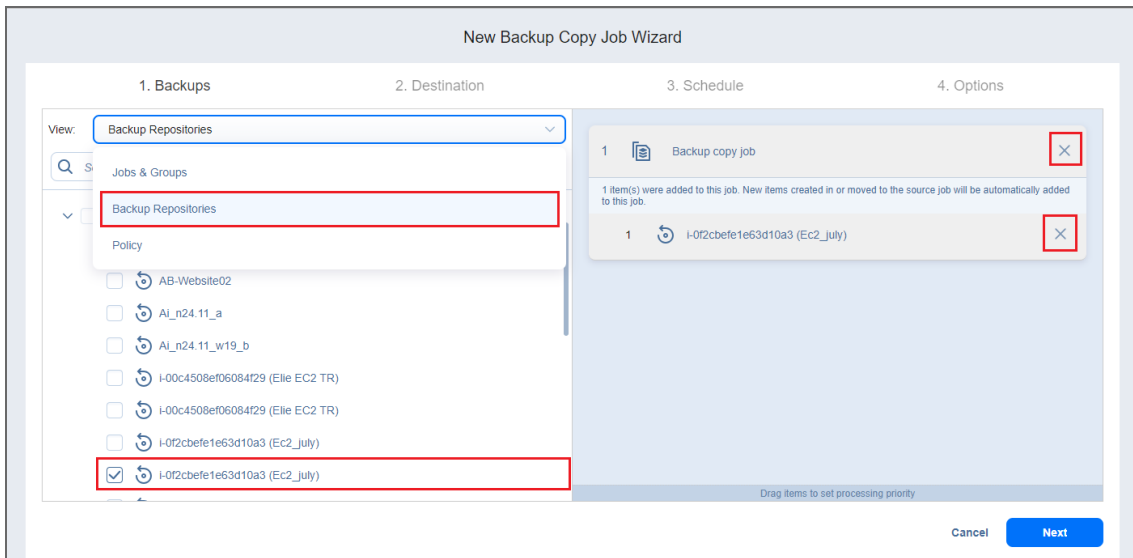 New Backup Copy Job Wizard
1. Backups
2. Destination
3. Schedule
4. Options
View:
Backup Repositories
S
Jobs & Groups
Backup Repositories
Policy
AB-Website02
Ai_n24.11_a
Ai_n24.11_w19_b
i-00c4508ef06084f29 (Elie EC2 TR)
i-00c4508ef06084f29 (Elie EC2 TR)
i-0f2cbefe1e63d10a3 (Ec2_july)
i-0f2cbefe1e63d10a3 (Ec2_july)
1 Backup copy job
1 item(s) were added to this job. New items created in or moved to the source job will be automatically added
to this job.
1 i-0f2cbefe1e63d10a3 (Ec2_july)
Drag items to set processing priority
Cancel
Next